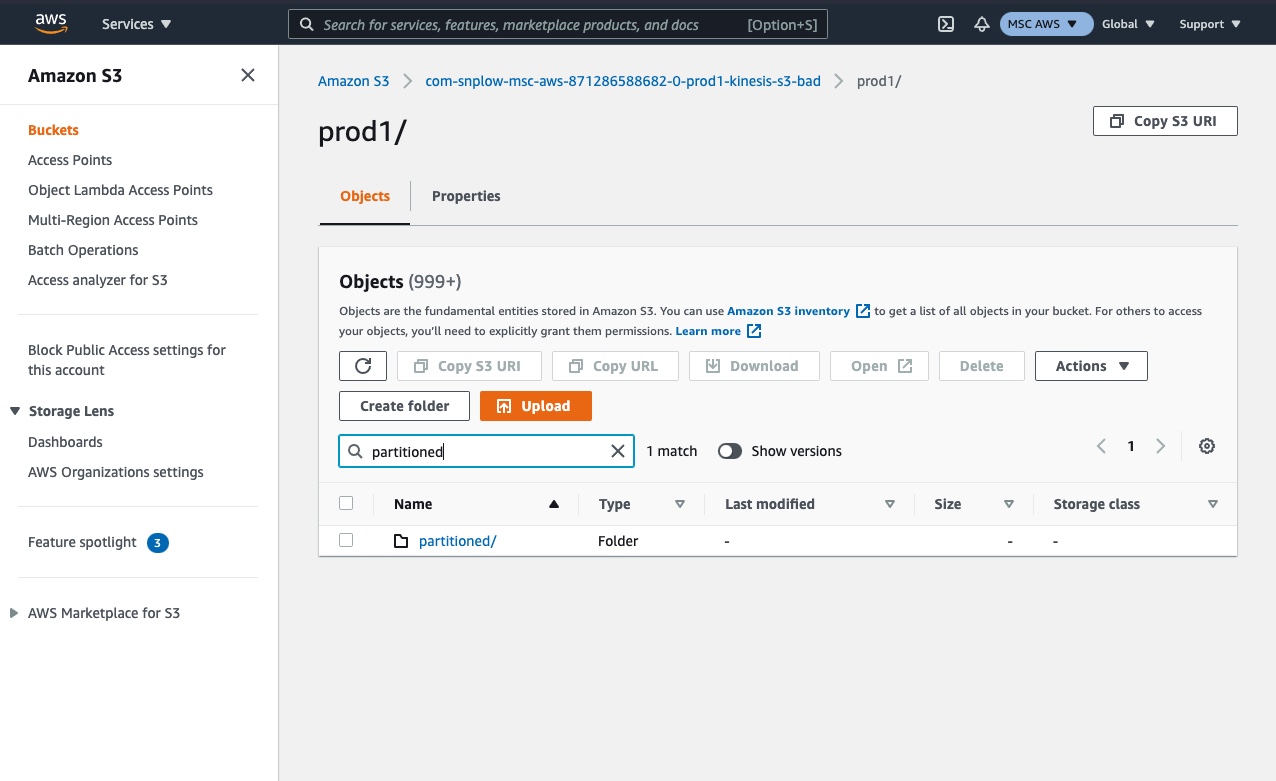 aws Services Search for services, features, marketplace products, and docs [Option+S] MSC AWS Global Support
Amazon S3
Buckets
Access Points
Object Lambda Access Points
Multi-Region Access Points
Batch Operations
Access analyzer for S3
Block Public Access settings for
this account
Storage Lens
Dashboards
AWS Organizations settings
Feature spotlight 3
AWS Marketplace for S3
Amazon S3 com-snplow-msc-aws-871286588682-0-prod1-kinesis-s3-bad prod1/
prod1/
Copy S3 URI
Objects Properties
Objects (999+)
Objects are the fundamental entities stored in Amazon S3. You can use Amazon S3 inventory to get a list of all objects in your bucket. For others to access
your objects, you'll need to explicitly grant them permissions. Learn more
Copy S3 URI Copy URL Download Open Delete Actions
Create folder Upload
partitioned 1 match Show versions 1
Name Type Last modified Size Storage class
partitioned/ Folder - - -